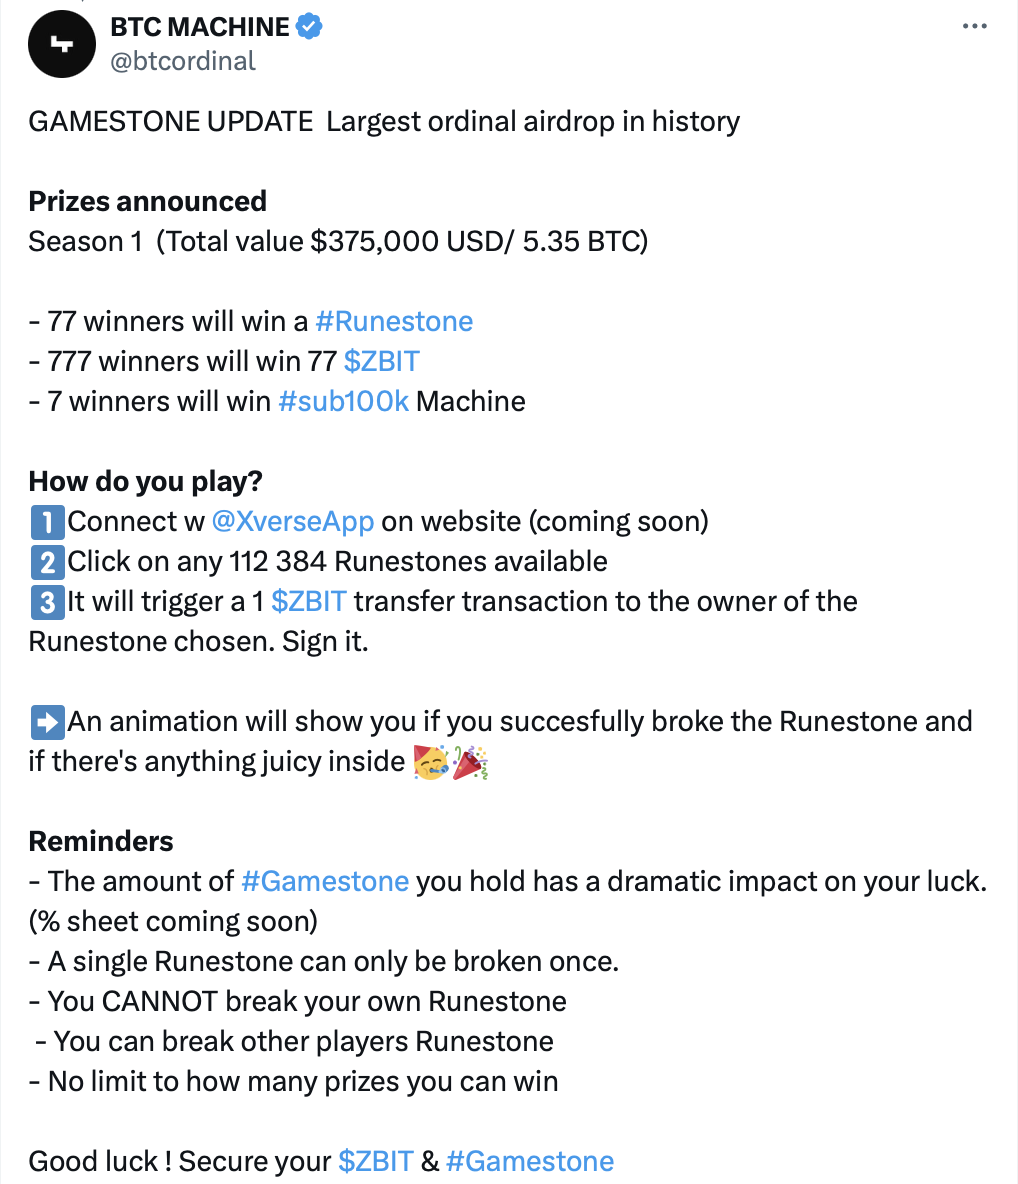 BTC MACHINE
@btcordinal
GAMESTONE UPDATE  Largest ordinal airdrop in history
Prizes announced
Season 1  (Total value $375,000 USD/ 5.35 BTC)
- 77 winners will win a #Runestone
- 777 winners will win 77 $ZBIT
- 7 winners will win #sub100k Machine
How do you play?
1️⃣Connect w @XverseApp on website (coming soon)
2️⃣Click on any 112 384 Runestones available
3️⃣It will trigger a 1 $ZBIT transfer transaction to the owner of the
Runestone chosen. Sign it.
➡️An animation will show you if you succesfully broke the Runestone and
if there's anything juicy inside 🥳🎉
Reminders
- The amount of #Gamestone you hold has a dramatic impact on your luck.
(% sheet coming soon)
- A single Runestone can only be broken once.
- You CANNOT break your own Runestone
- You can break other players Runestone
- No limit to how many prizes you can win
Good luck ! Secure your $ZBIT & #Gamestone